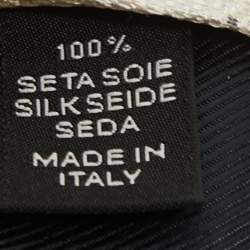 100%
SETA SOIE
SILK SEIDE
SEDA
MADE IN
ITALY